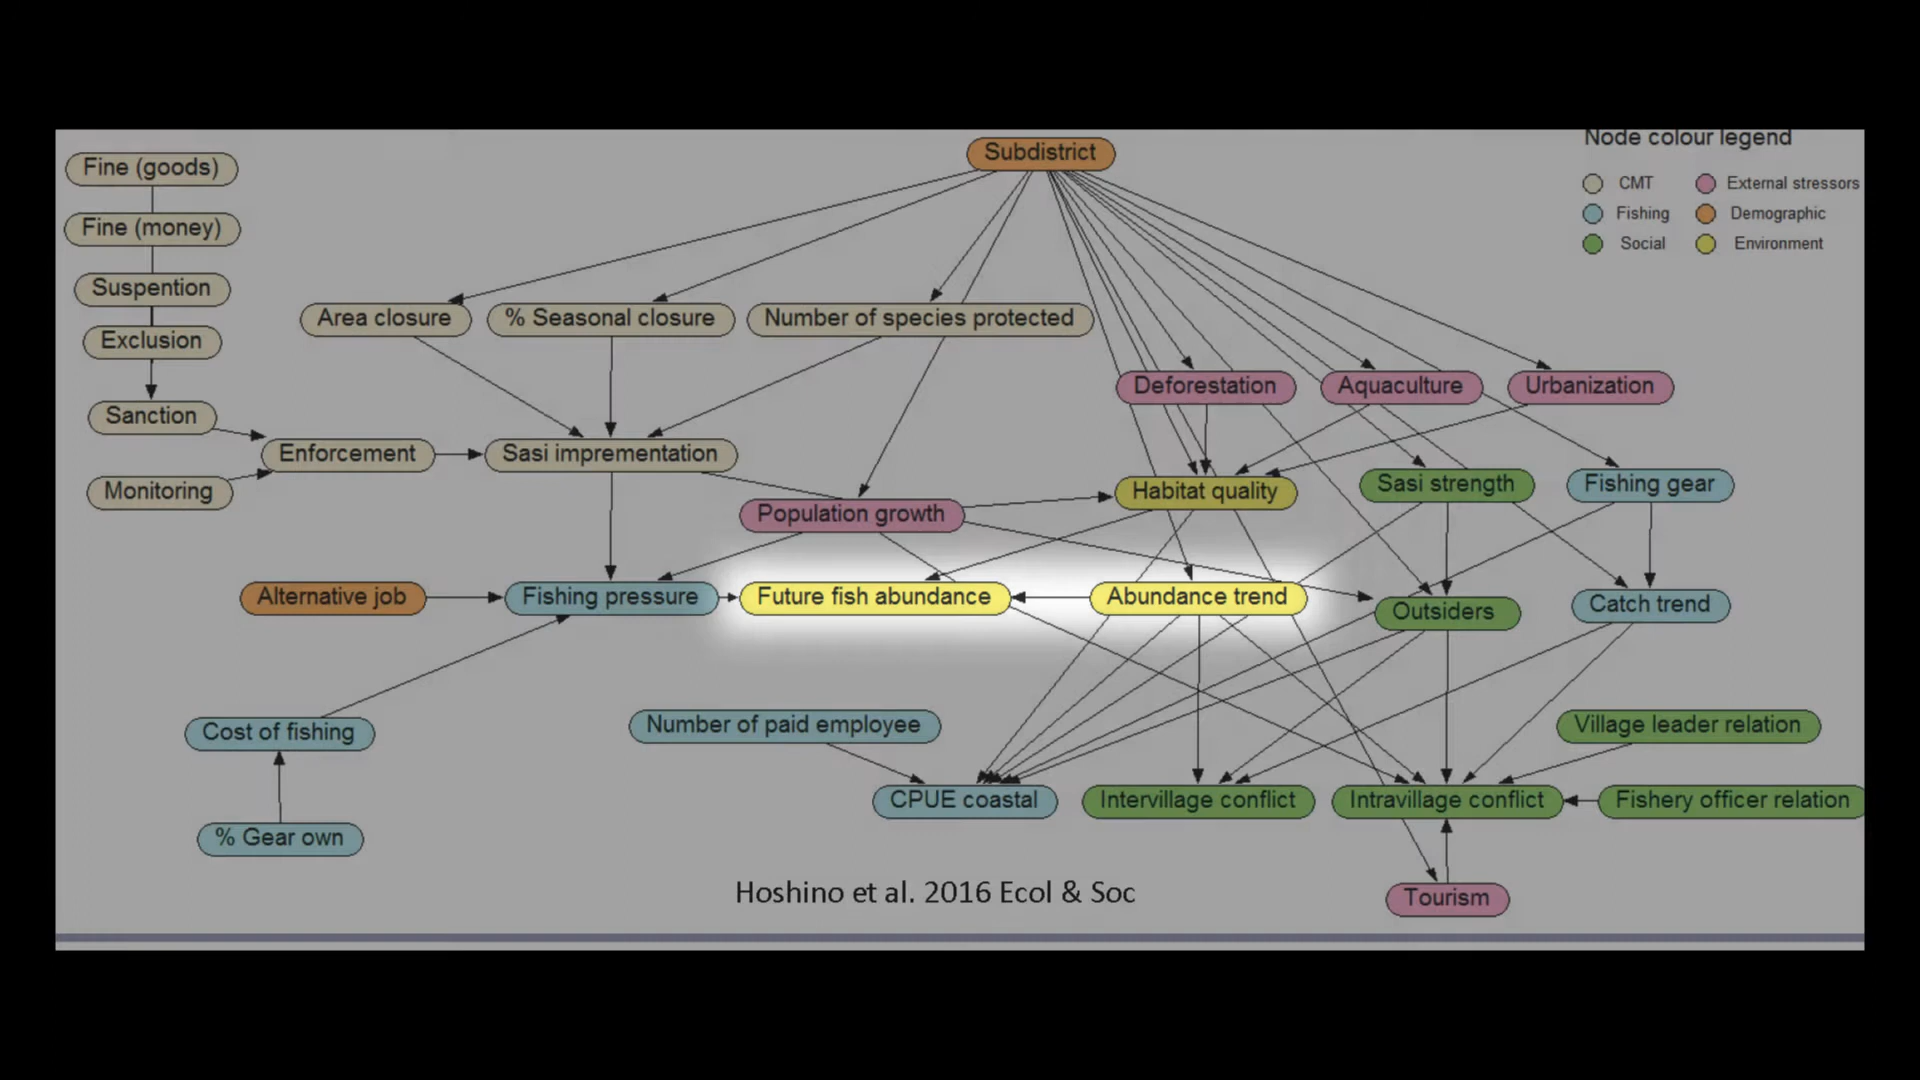 Node colour legend
Subdistrict
Fine (goods)
CMT
External stressors
Fishing
Demographic
Fine (money)
Social
Environment
Suspention
Area closure
% Seasonal closure
Number of species protected
Exclusion
Deforestation
Aquaculture
Urbanization
Sanction
Enforcement
Sasi imprementation
Monitoring
Habitat quality
Sasi strength
Fishing gear
Population growth
Alternative job
Fishing pressure
Future fish abundance
Abundance trend
Outsiders
Catch trend
Cost of fishing
Number of paid employee
Village leader relation
CPUE coastal
Intervillage conflict
Intravillage conflict
Fishery officer relation
% Gear own
Hoshino et al. 2016 Ecol & Soc
Tourism